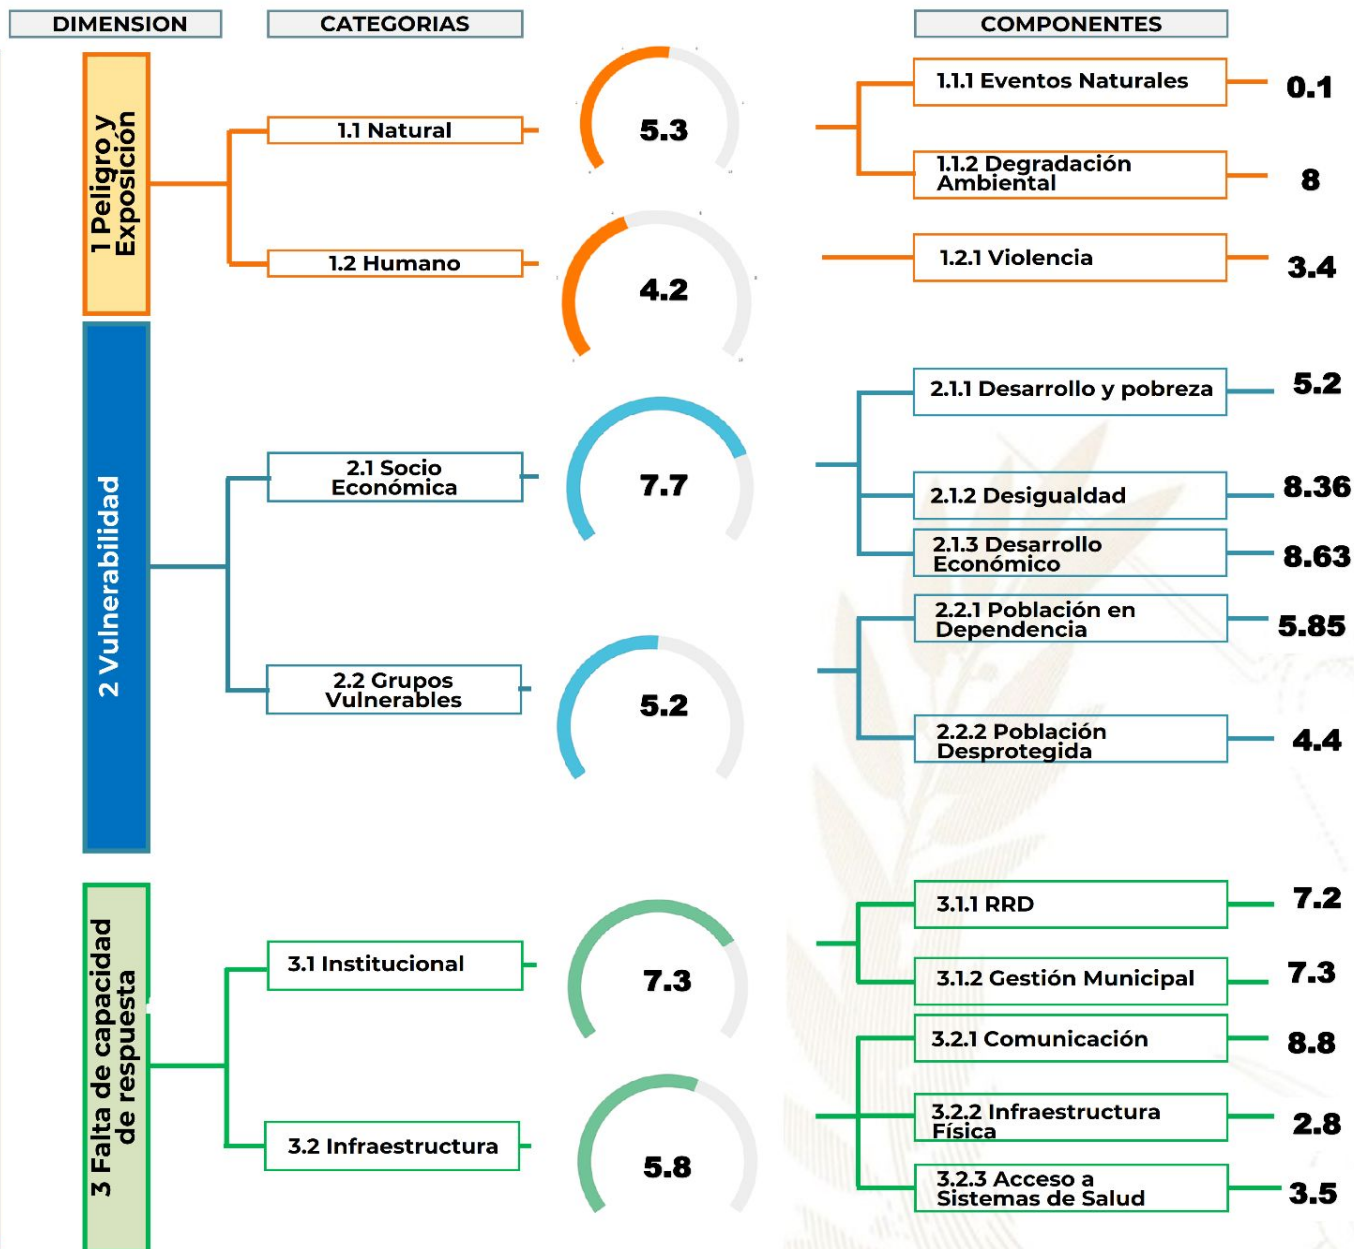 DIMENSION
CATEGORIAS
COMPONENTES
1 Peligro y
Exposición
1.1 Natural
5.3
1.1.1 Eventos Naturales
0.1
1.1.2 Degradación
Ambiental
8
1.2 Humano
4.2
1.2.1 Violencia
3.4
2 Vulnerabilidad
2.1 Socio
Económica
7.7
2.1.1 Desarrollo y pobreza
5.2
2.1.2 Desigualdad
8.36
2.1.3 Desarrollo
Económico
8.63
2.2 Grupos
Vulnerables
5.2
2.2.1 Población en
Dependencia
5.85
2.2.2 Población
Desprotegida
4.4
3 Falta de capacidad
de respuesta
3.1 Institucional
7.3
3.1.1 RRD
7.2
3.1.2 Gestión Municipal
7.3
3.2 Infraestructura
5.8
3.2.1 Comunicación
8.8
3.2.2 Infraestructura
Física
2.8
3.2.3 Acceso a
Sistemas de Salud
3.5